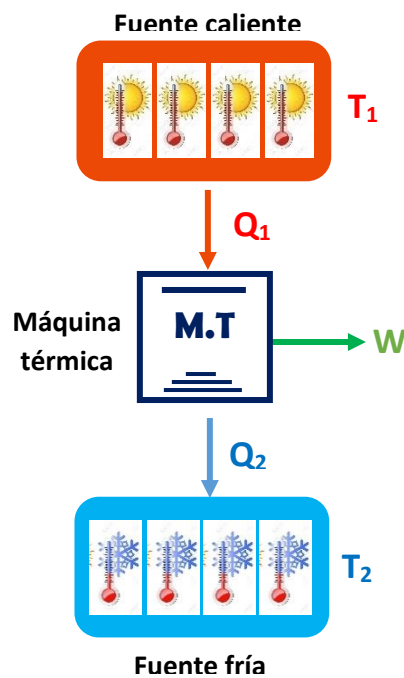 Fuente caliente
T₁
Q₁
Máquina
térmica
M.T
W
Q₂
T₂
Fuente fría